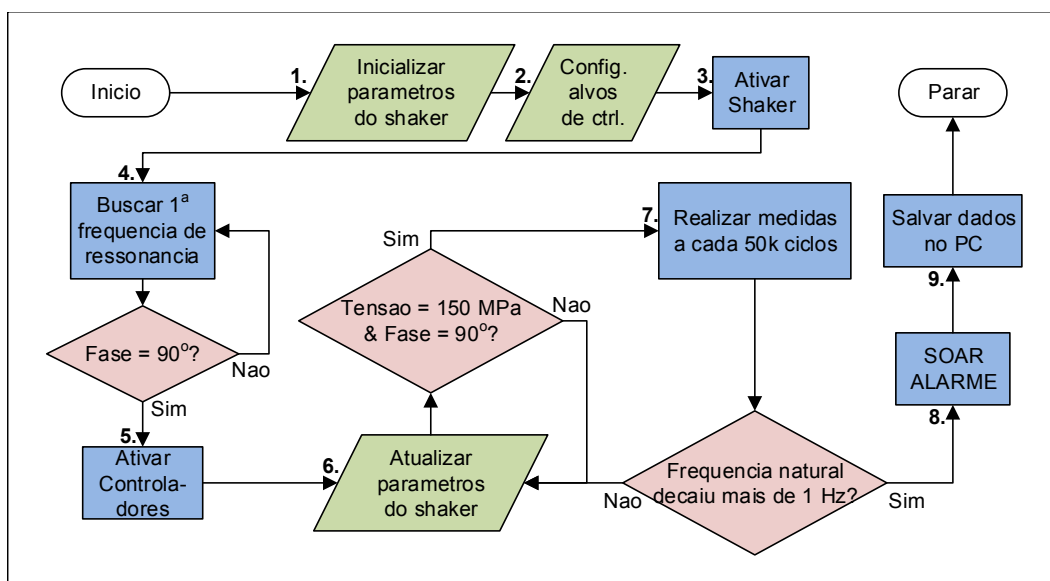 Inicio
1.
Inicializar
parametros
do shaker
2.
Config.
alvos
de ctrl.
3.
Ativar
Shaker
Parar
4.
Buscar 1ª
frequencia de
ressonancia
Fase = 90º?
Nao
Sim
5.
Ativar
Controla-
dores
6.
Atualizar
parametros
do shaker
Tensao = 150 MPa
& Fase = 90º?
Nao
Sim
7.
Realizar medidas
a cada 50k ciclos
Frequencia natural
decaiu mais de 1 Hz?
Nao
Sim
8.
SOAR
ALARME
9.
Salvar dados
no PC